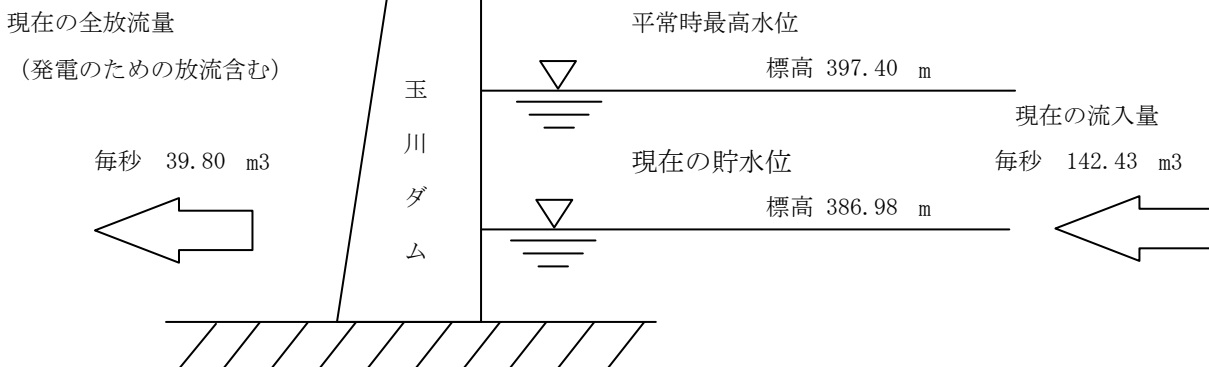 現在の全放流量
（発電のための放流含む）
毎秒 39.80 m3
玉川ダム
平常時最高水位
標高 397.40 m
現在の貯水位
標高 386.98 m
現在の流入量
毎秒 142.43 m3